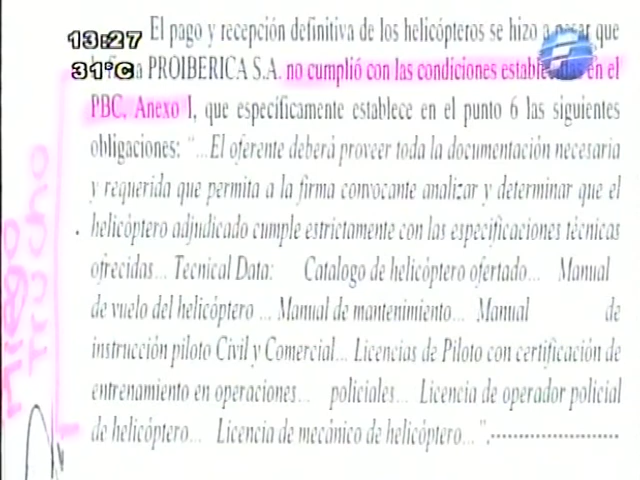 13:27
31°C
El pago y recepción definitiva de los helicópteros se hizo a pesar que
la firma PROIBERICA S.A. no cumplió con las condiciones establecidas en el
PBC, Anexo I, que específicamente establece en el punto 6 las siguientes
obligaciones: “...El oferente deberá proveer toda la documentación necesaria
y requerida que permita a la firma convocante analizar y determinar que el
helicóptero adjudicado cumple estrictamente con las especificaciones técnicas
ofrecidas... Tecnical Data: Catalogo de helicóptero ofertado... Manual
de vuelo del helicóptero ... Manual de mantenimiento... Manual de
instrucción piloto Civil y Comercial... Licencias de Piloto con certificación de
entrenamiento en operaciones... policiales... Licencia de operador policial
de helicóptero... Licencia de mecánico de helicóptero...”.
Trucho